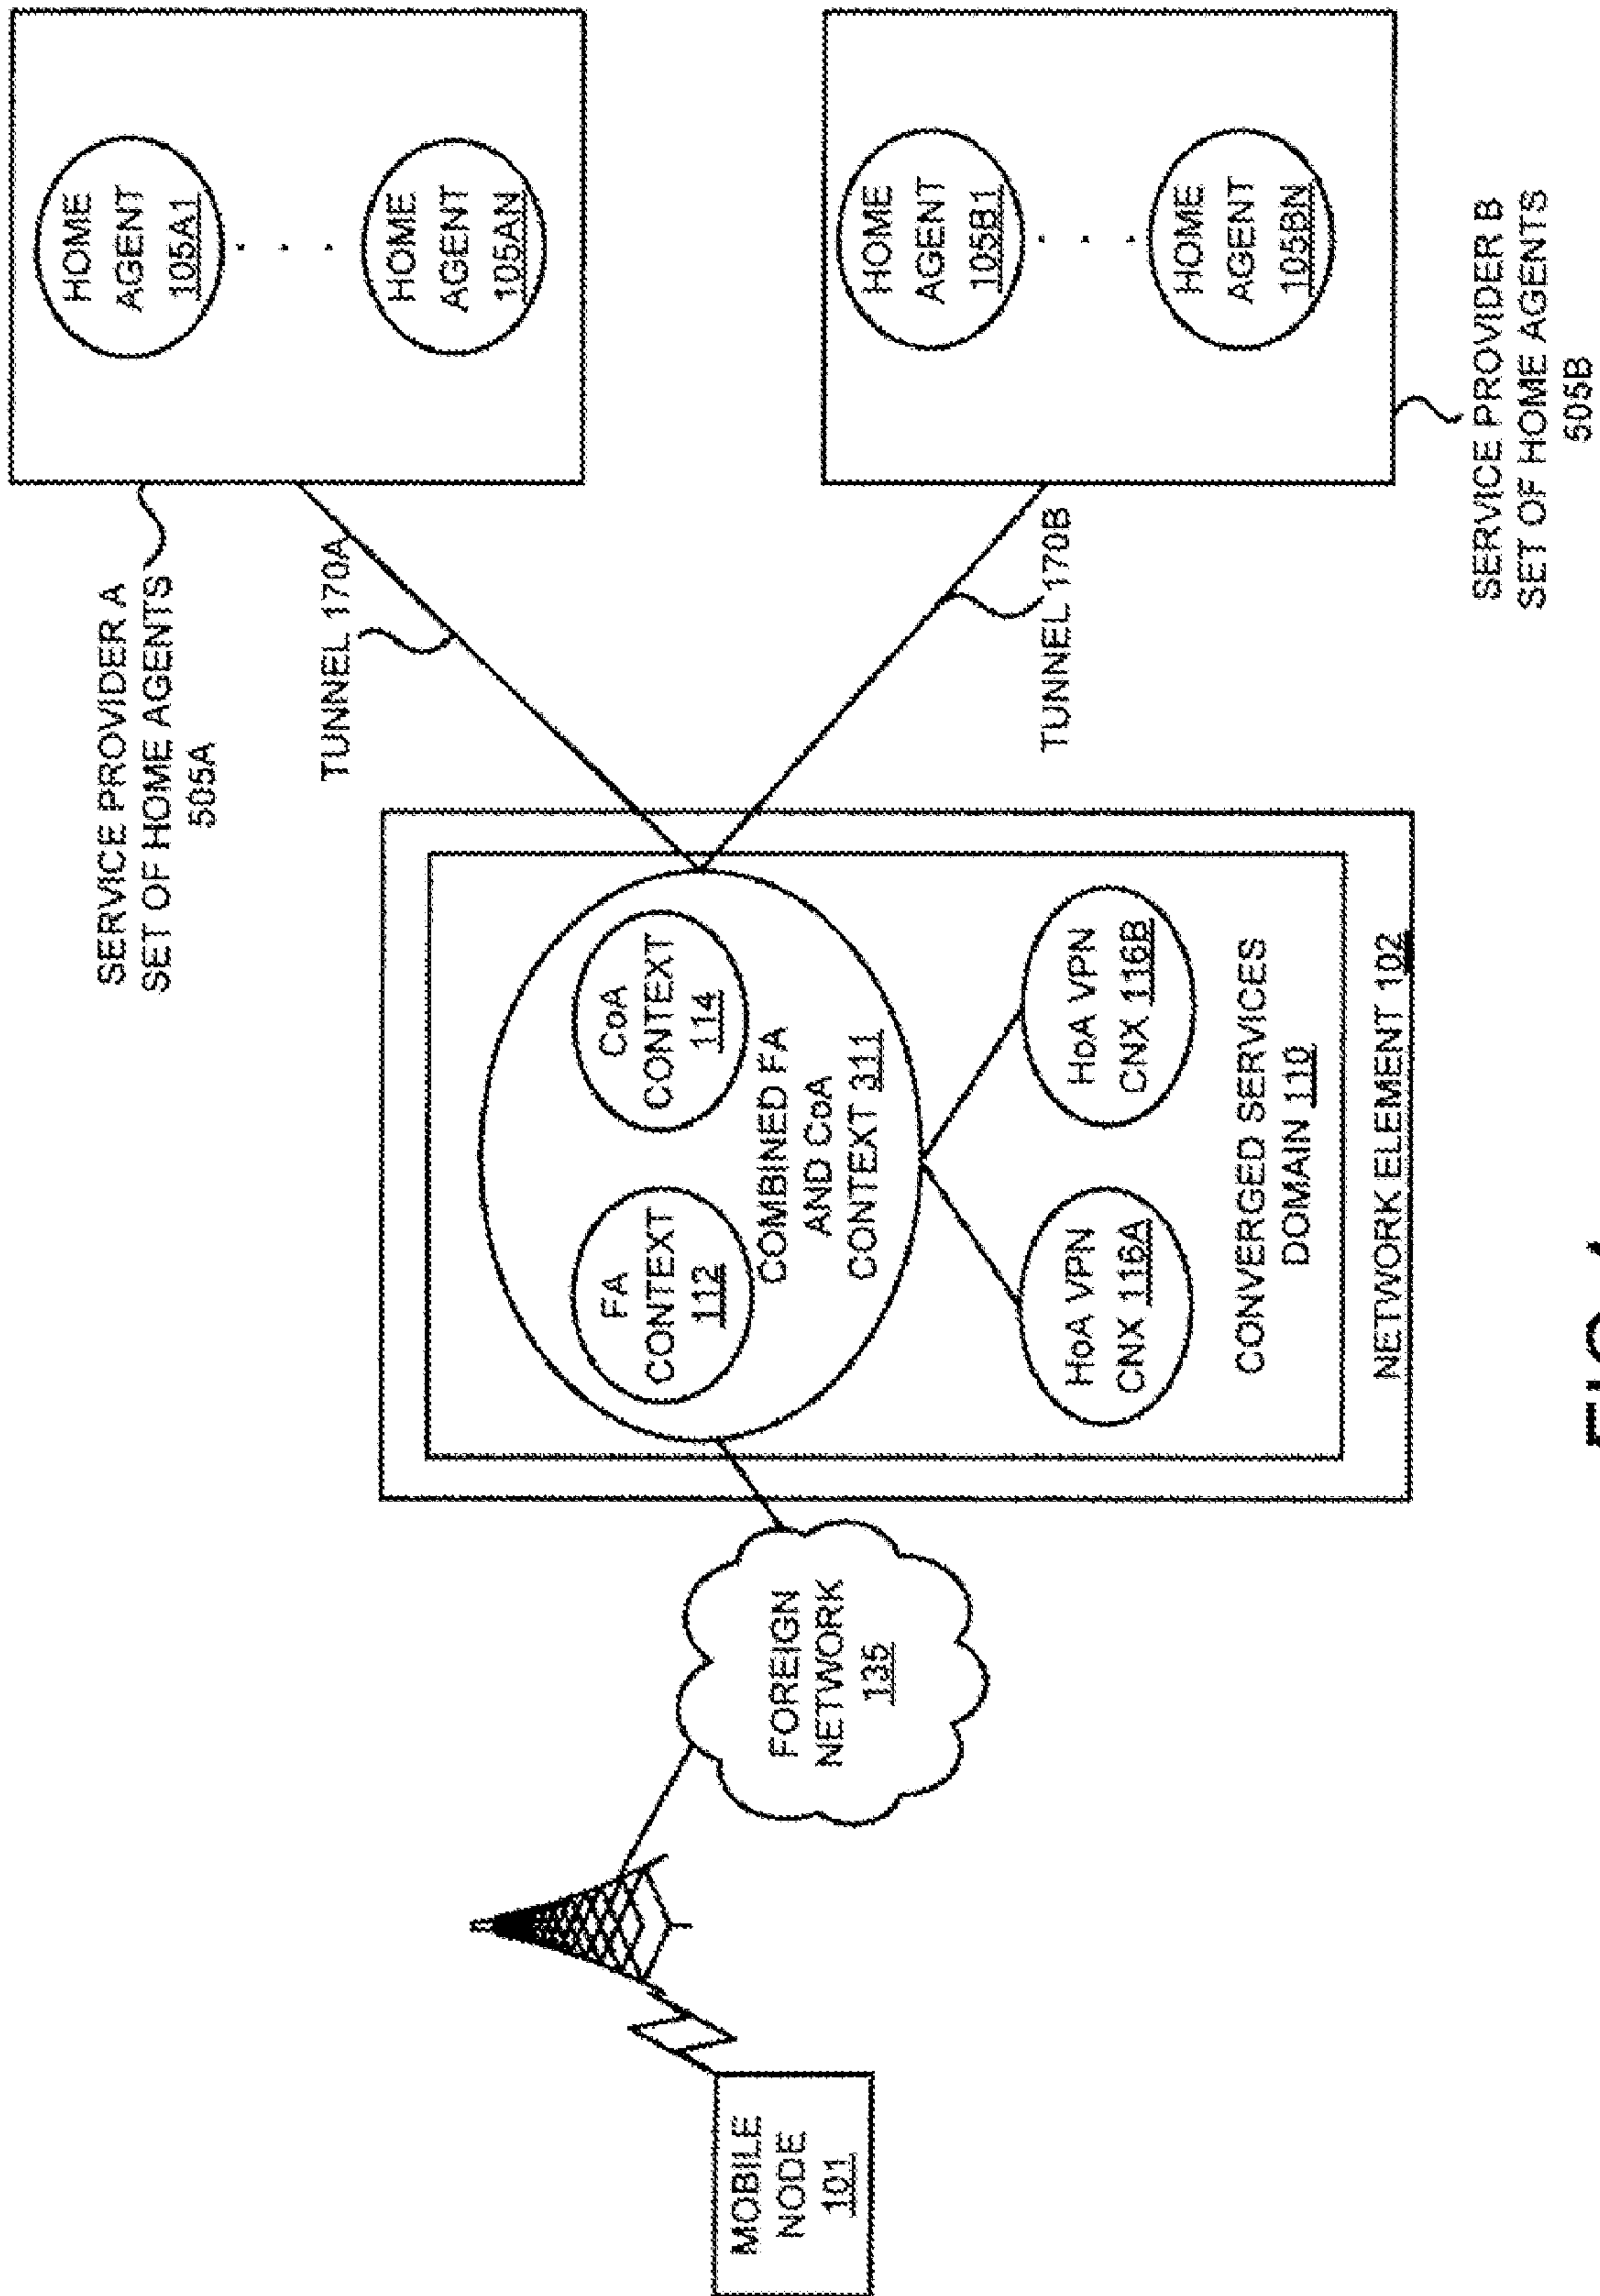 SERVICE PROVIDER A
SET OF HOME AGENTS
505A
HOME
AGENT
105A1
. . .
HOME
AGENT
105AN
TUNNEL 170A
MOBILE
NODE
101
FOREIGN
NETWORK
135
FA
CONTEXT
112
CoA
CONTEXT
114
COMBINED FA
AND CoA
CONTEXT 311
HoA VPN
CNX 116A
HoA VPN
CNX 116B
CONVERGED SERVICES
DOMAIN 110
NETWORK ELEMENT 102
TUNNEL 170B
HOME
AGENT
105B1
. . .
HOME
AGENT
105BN
SERVICE PROVIDER B
SET OF HOME AGENTS
505B